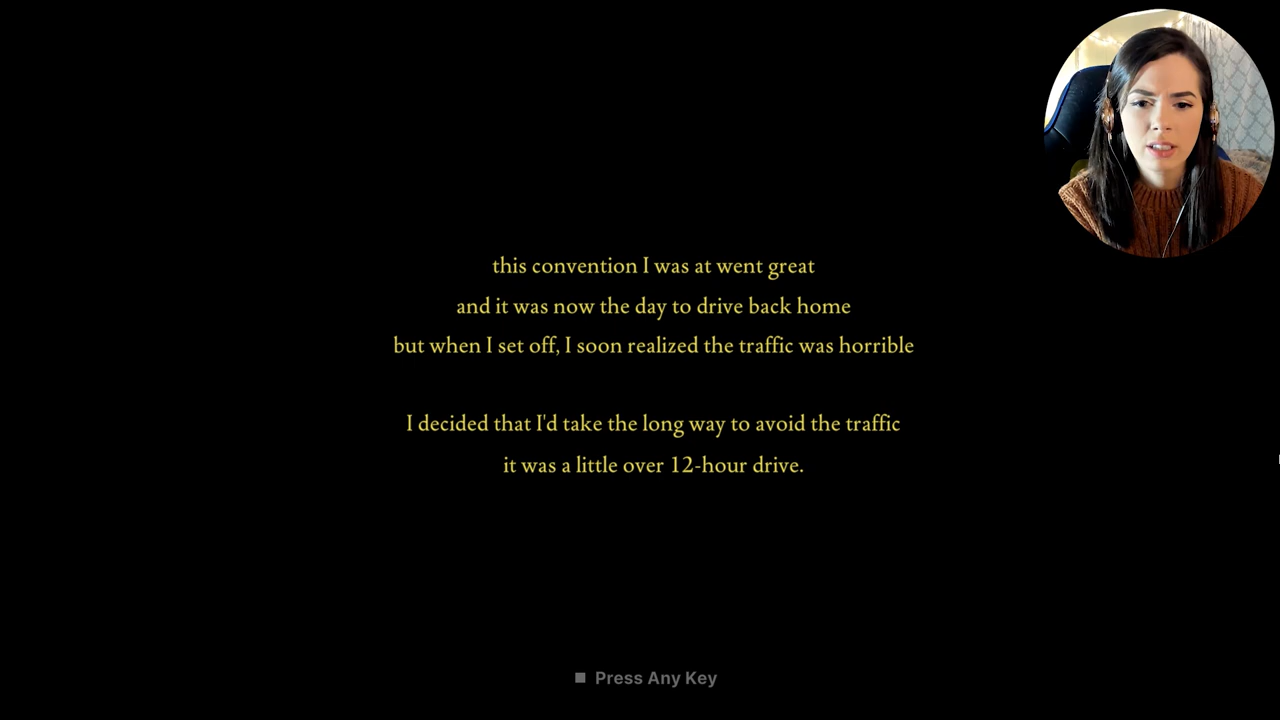 this convention I was at went great
and it was now the day to drive back home
but when I set off, I soon realized the traffic was horrible
I decided that I'd take the long way to avoid the traffic
it was a little over 12-hour drive.
Press Any Key